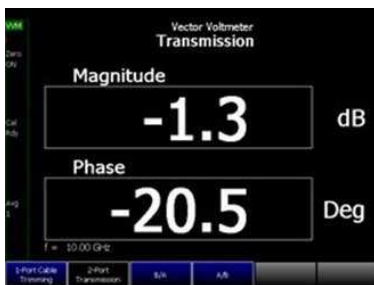 VVM
Vector Voltmeter
Transmission
Zero
ON
Magnitude
-1.3 dB
Cal
Rdy
Phase
-20.5 Deg
Avg
1
f = 10.00 GHz
1-Port Cable Trimming
2-Port Transmission
B/A
A/B